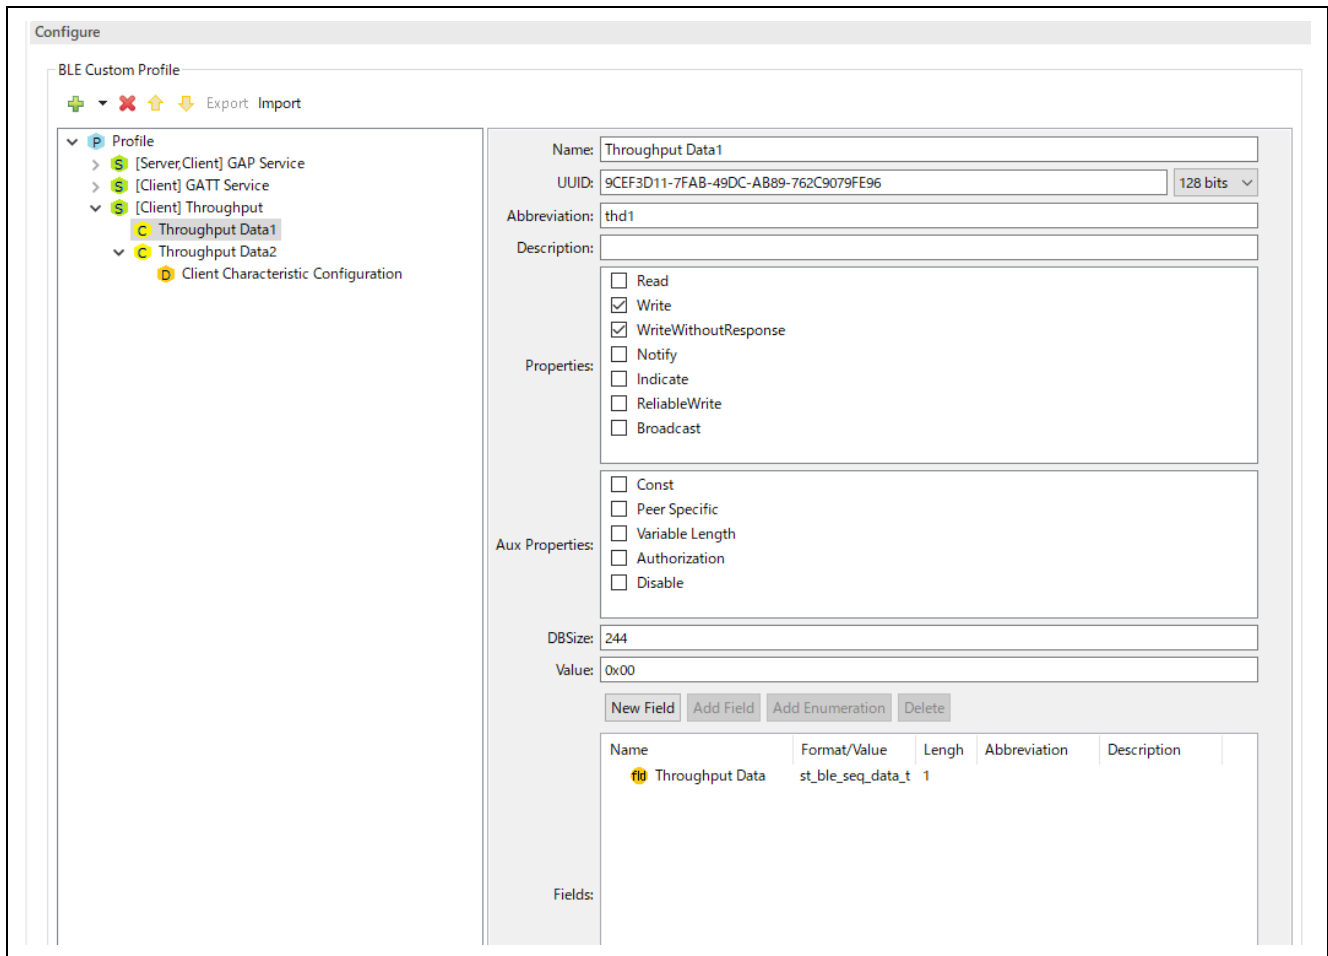 Configure
BLE Custom Profile
Export Import
P Profile
S [Server,Client] GAP Service
S [Client] GATT Service
S [Client] Throughput
C Throughput Data1
C Throughput Data2
D Client Characteristic Configuration
Name: Throughput Data1
UUID: 9CEF3D11-7FAB-49DC-AB89-762C9079FE96 128 bits
Abbreviation: thd1
Description:
Properties:
Read
Write
WriteWithoutResponse
Notify
Indicate
ReliableWrite
Broadcast
Aux Properties:
Const
Peer Specific
Variable Length
Authorization
Disable
DBSize: 244
Value: 0x00
New Field Add Field Add Enumeration Delete
Fields:
Name Format/Value Lengh Abbreviation Description
fld Throughput Data st_ble_seq_data_t 1